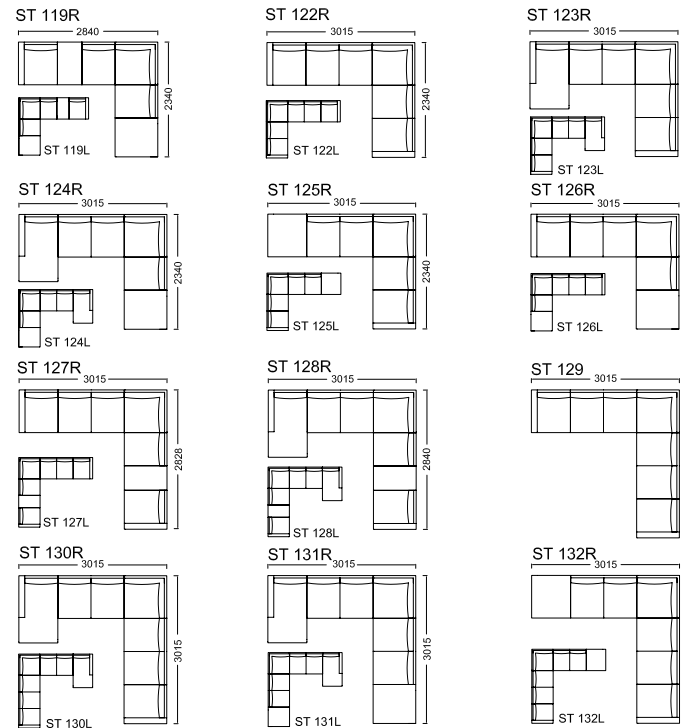 ST 119R
2840
2340
ST 119L
ST 122R
3015
2340
ST 122L
ST 123R
3015
ST 123L
ST 124R
3015
2340
ST 124L
ST 125R
3015
2340
ST 125L
ST 126R
3015
ST 126L
ST 127R
3015
2828
ST 127L
ST 128R
3015
2840
ST 128L
ST 129
3015
ST 130R
3015
3015
ST 130L
ST 131R
3015
3015
ST 131L
ST 132R
3015
ST 132L